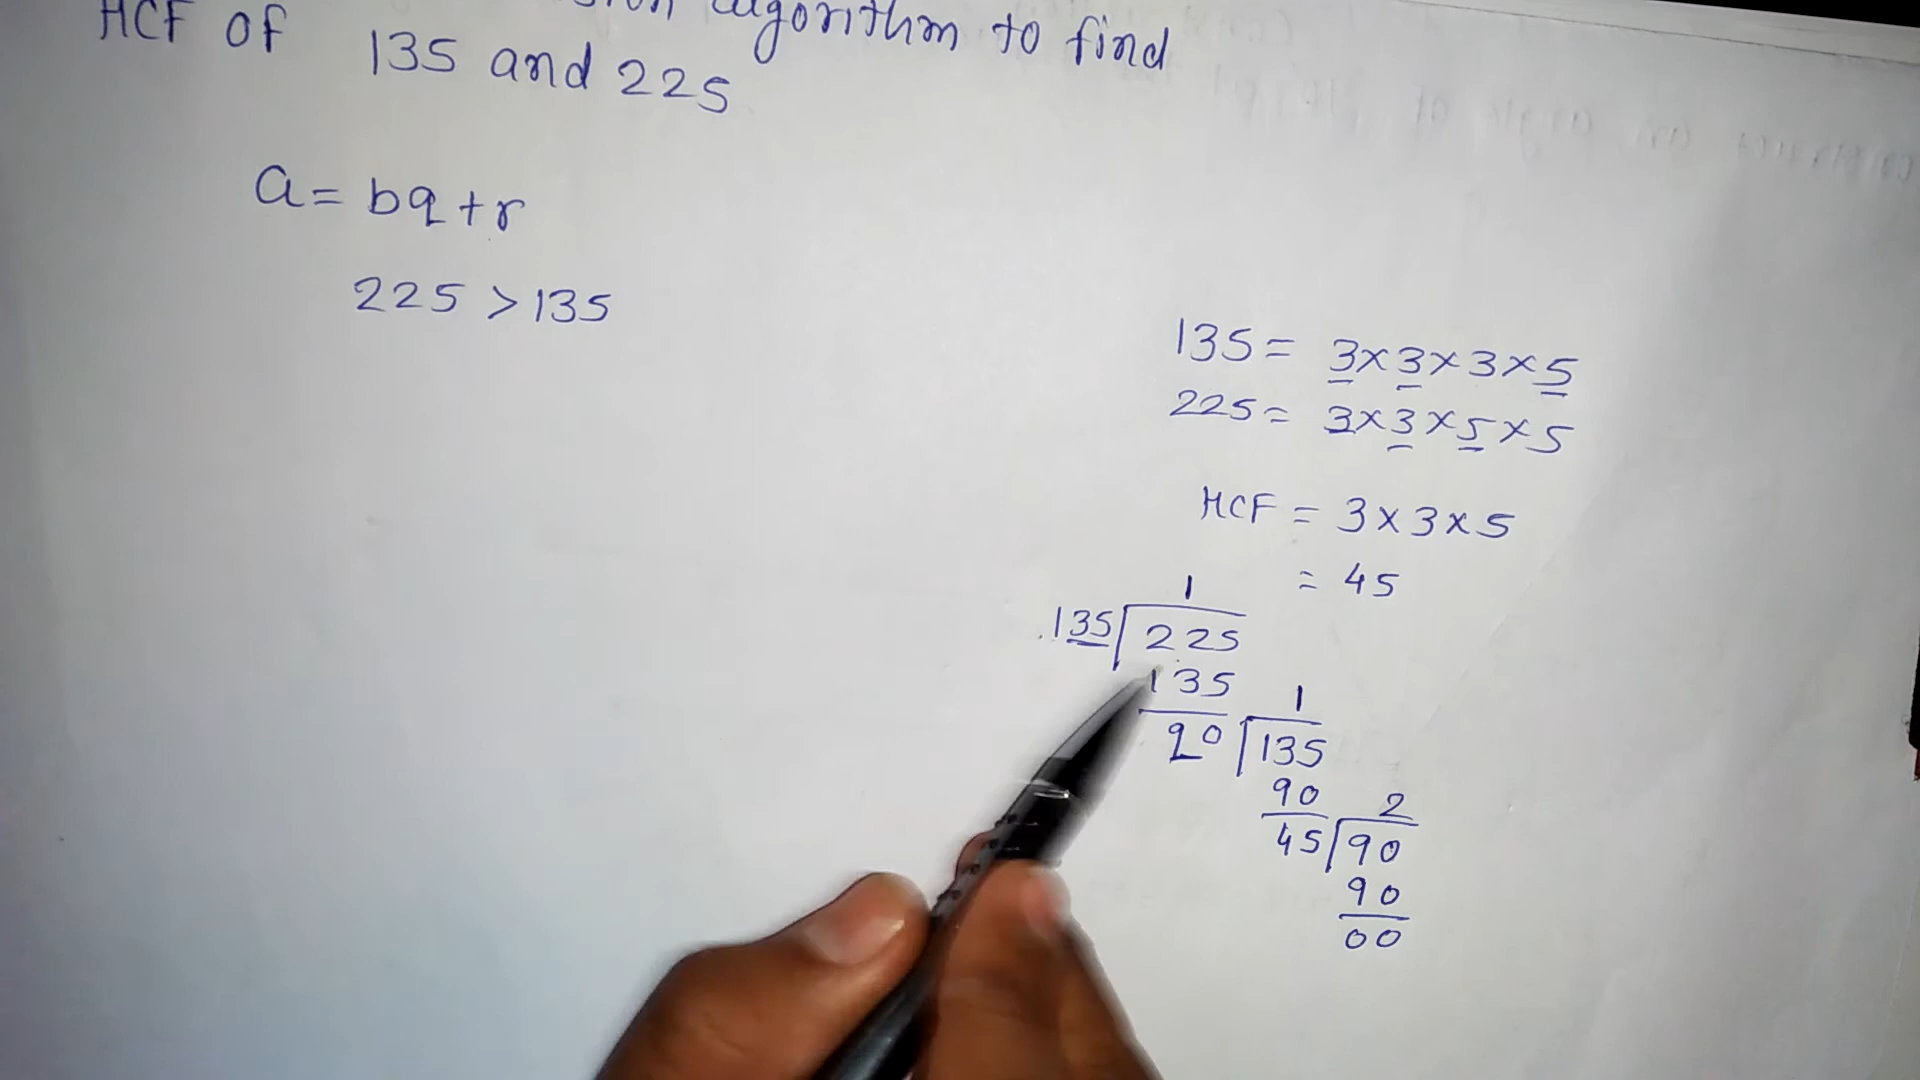 algorithm to find
HCF of 135 and 225
a = bq + r
225 > 135
135 = 3×3×3×5
225 = 3×3×5×5
HCF = 3×3×5
= 45
1
135 225
135 1
90 135
90 2
45 90
90
00